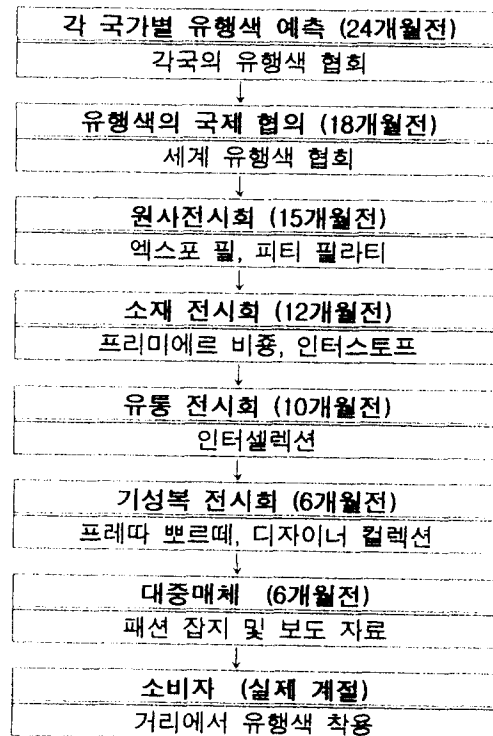 각 국가별 유행색 예측 (24개월전)
각국의 유행색 협회
↓
유행색의 국제 협의 (18개월전)
세계 유행색 협회
↓
원사전시회 (15개월전)
엑스포 필, 피티 필라티
↓
소재 전시회 (12개월전)
프리미에르 비죵, 인터스토프
↓
유통 전시회 (10개월전)
인터셀렉션
↓
기성복 전시회 (6개월전)
프레따 뽀르떼, 디자이너 컬렉션
↓
대중매체 (6개월전)
패션 잡지 및 보도 자료
↓
소비자 (실제 계절)
거리에서 유행색 착용